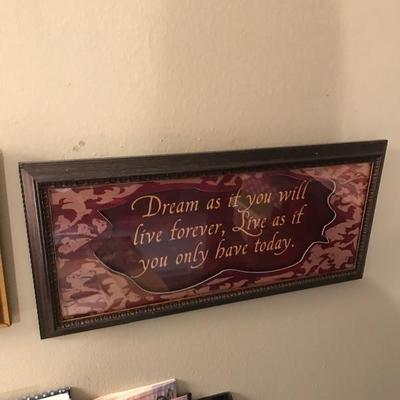 Dream as if you will
live forever, Live as if
you only have today.